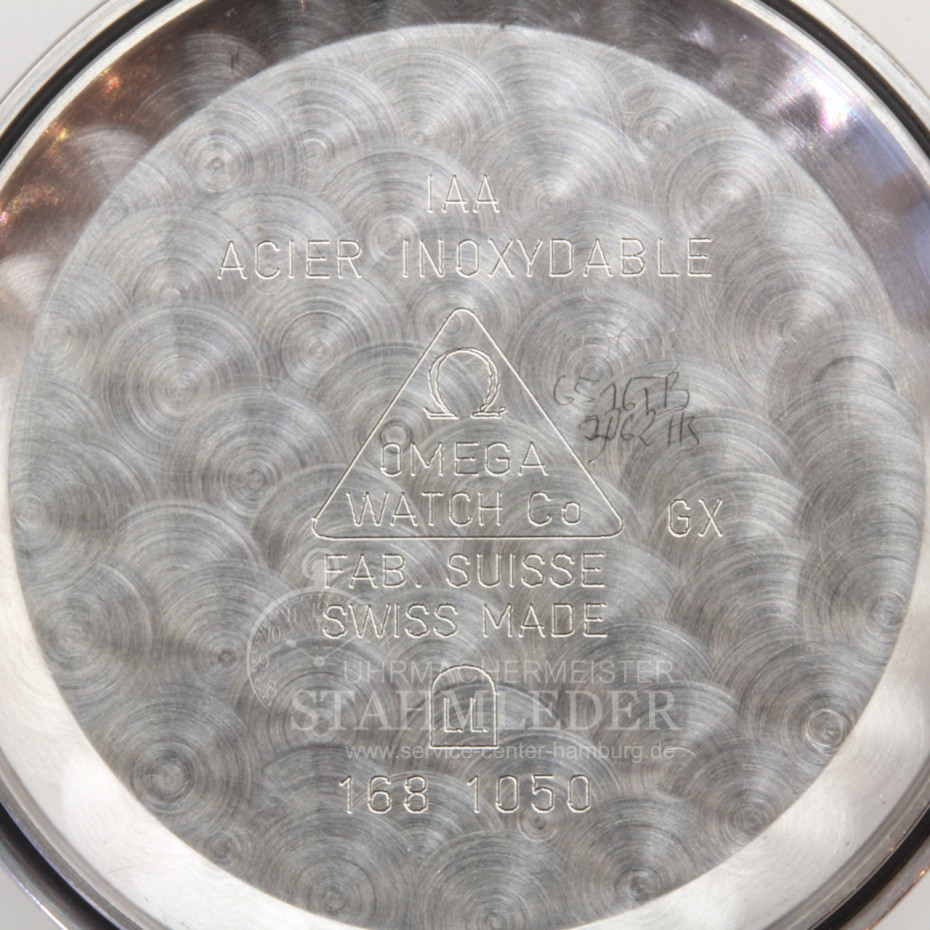 IAA
ACIER INOXYDABLE
Ω
OMEGA
WATCH Co
GX
FAB. SUISSE
SWISS MADE
UHRMACHERMEISTER
STAHMLEDER
www.service-center-hamburg.de
168 1050